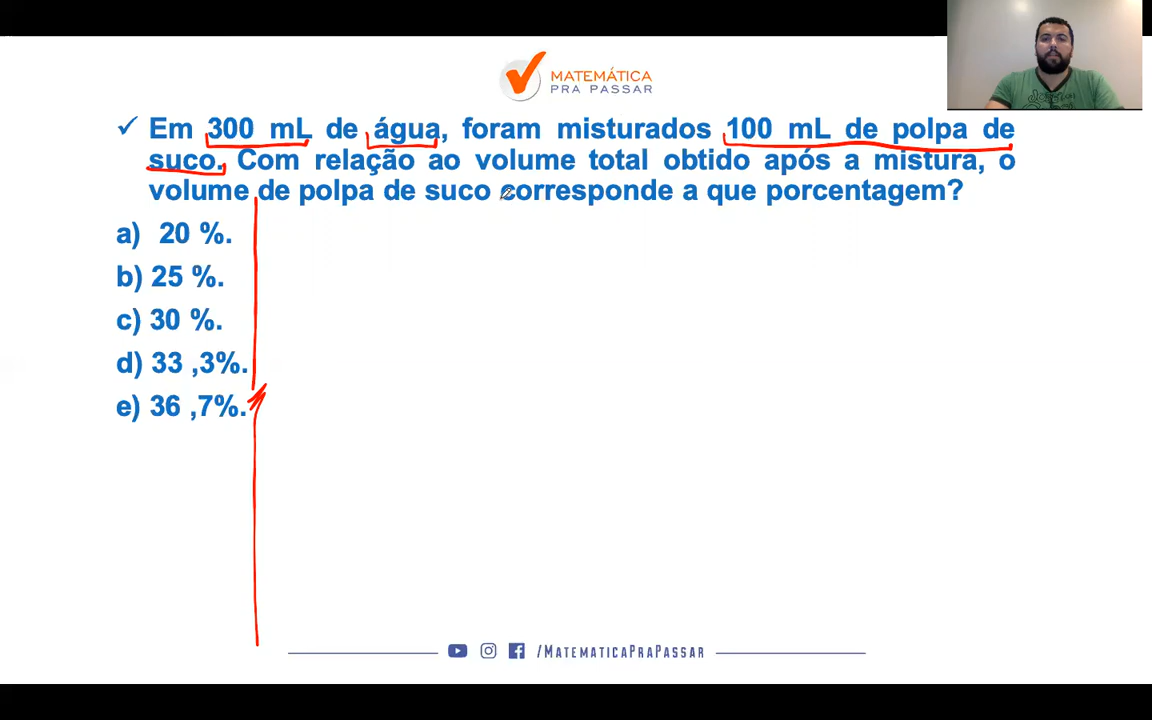 MATEMÁTICA
PRA PASSAR
Em 300 mL de água, foram misturados 100 mL de polpa de
suco. Com relação ao volume total obtido após a mistura, o
volume de polpa de suco corresponde a que porcentagem?
a) 20 %.
b) 25 %.
c) 30 %.
d) 33 ,3%.
e) 36 ,7%.
/MATEMATICAPRAPASSAR